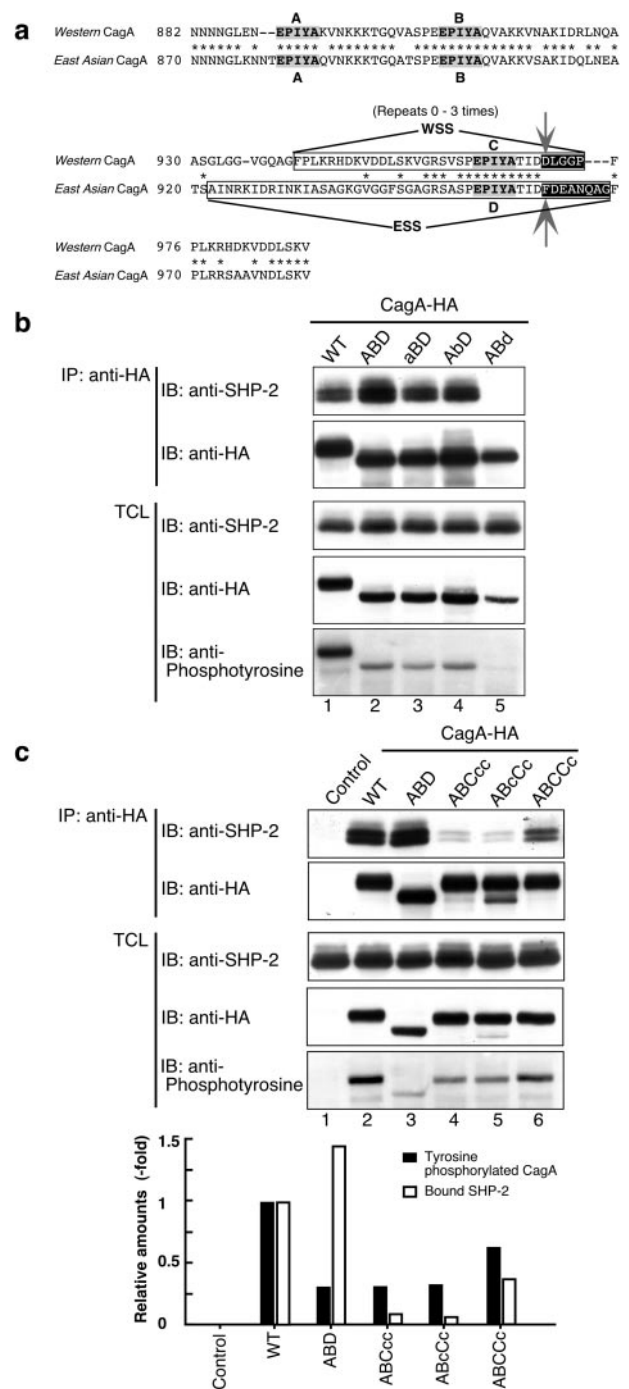 a
A B
Western CagA 882 NNNNGLEN--EPIYAKVNKKKTGQVASPEEPIYAQVAKKVNAKIDRLNQA
East Asian CagA 870 NNNNGLKNNTEPIYAQVNKKKTGQATSPEEPIYAQVAKKVSAKIDQLNEA
A B
(Repeats 0 - 3 times)
WSS
C
Western CagA 930 ASGLGG-VGQAGFPLKRHDKVDDLSKVGRSVSPEPIYATIDDLGGP---F
East Asian CagA 920 TSAINRKIDRINKIASAGKGVGGFSGAGRSASPEPIYATIDFDEANQAGF
D
ESS
Western CagA 976 PLKRHDKVDDLSKV
East Asian CagA 970 PLRRSAAVNDLSKV
b
CagA-HA
WT ABD aBD AbD ABd
IP: anti-HA
IB: anti-SHP-2
IB: anti-HA
TCL
IB: anti-SHP-2
IB: anti-HA
IB: anti-
Phosphotyrosine
1 2 3 4 5
c
CagA-HA
Control WT ABD ABCcc ABcCc ABCCc
IP: anti-HA
IB: anti-SHP-2
IB: anti-HA
TCL
IB: anti-SHP-2
IB: anti-HA
IB: anti-
Phosphotyrosine
1 2 3 4 5 6
Relative amounts (-fold)
1.5
1
0.5
0
Tyrosine
phosphorylated CagA
Bound SHP-2
Control WT ABD ABCcc ABcCc ABCCc